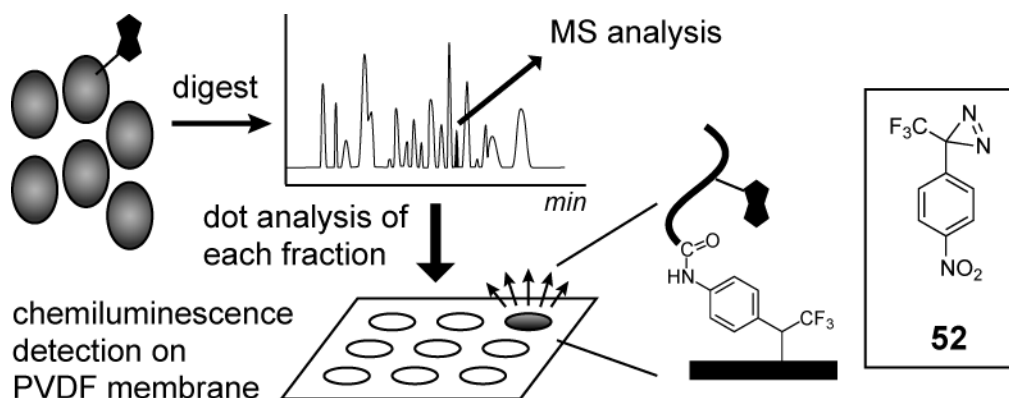 MS analysis
digest
min
dot analysis of
each fraction
chemiluminescence
detection on
PVDF membrane
C=O
HN
CF₃
F₃C
N
N
NO₂
52